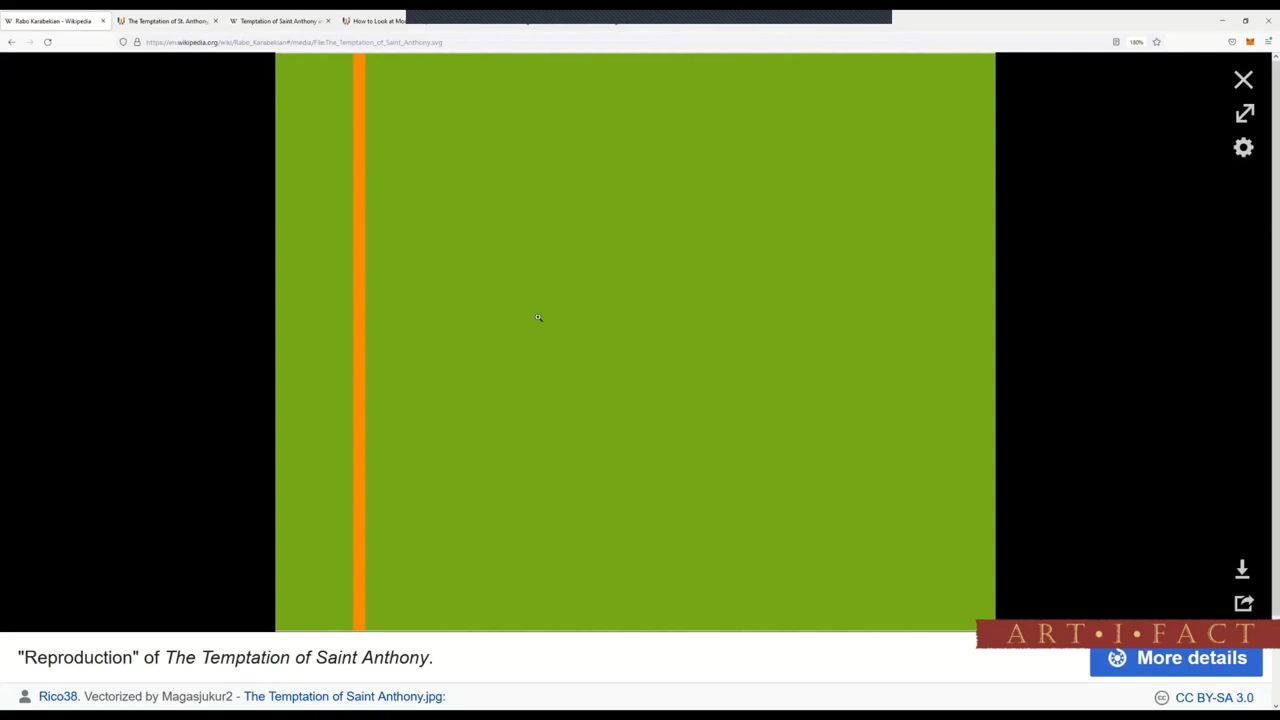 Rabo Karabekian - Wikipedia
The Temptation of St. Anthony,
Temptation of Saint Anthony in
How to Look at Mo
https://en.wikipedia.org/wiki/Rabo_Karabekian#/media/File:The_Temptation_of_Saint_Anthony.svg
180%
ART•I•FACT
"Reproduction" of The Temptation of Saint Anthony.
More details
Rico38. Vectorized by Magasjukur2 - The Temptation of Saint Anthony.jpg:
CC BY-SA 3.0